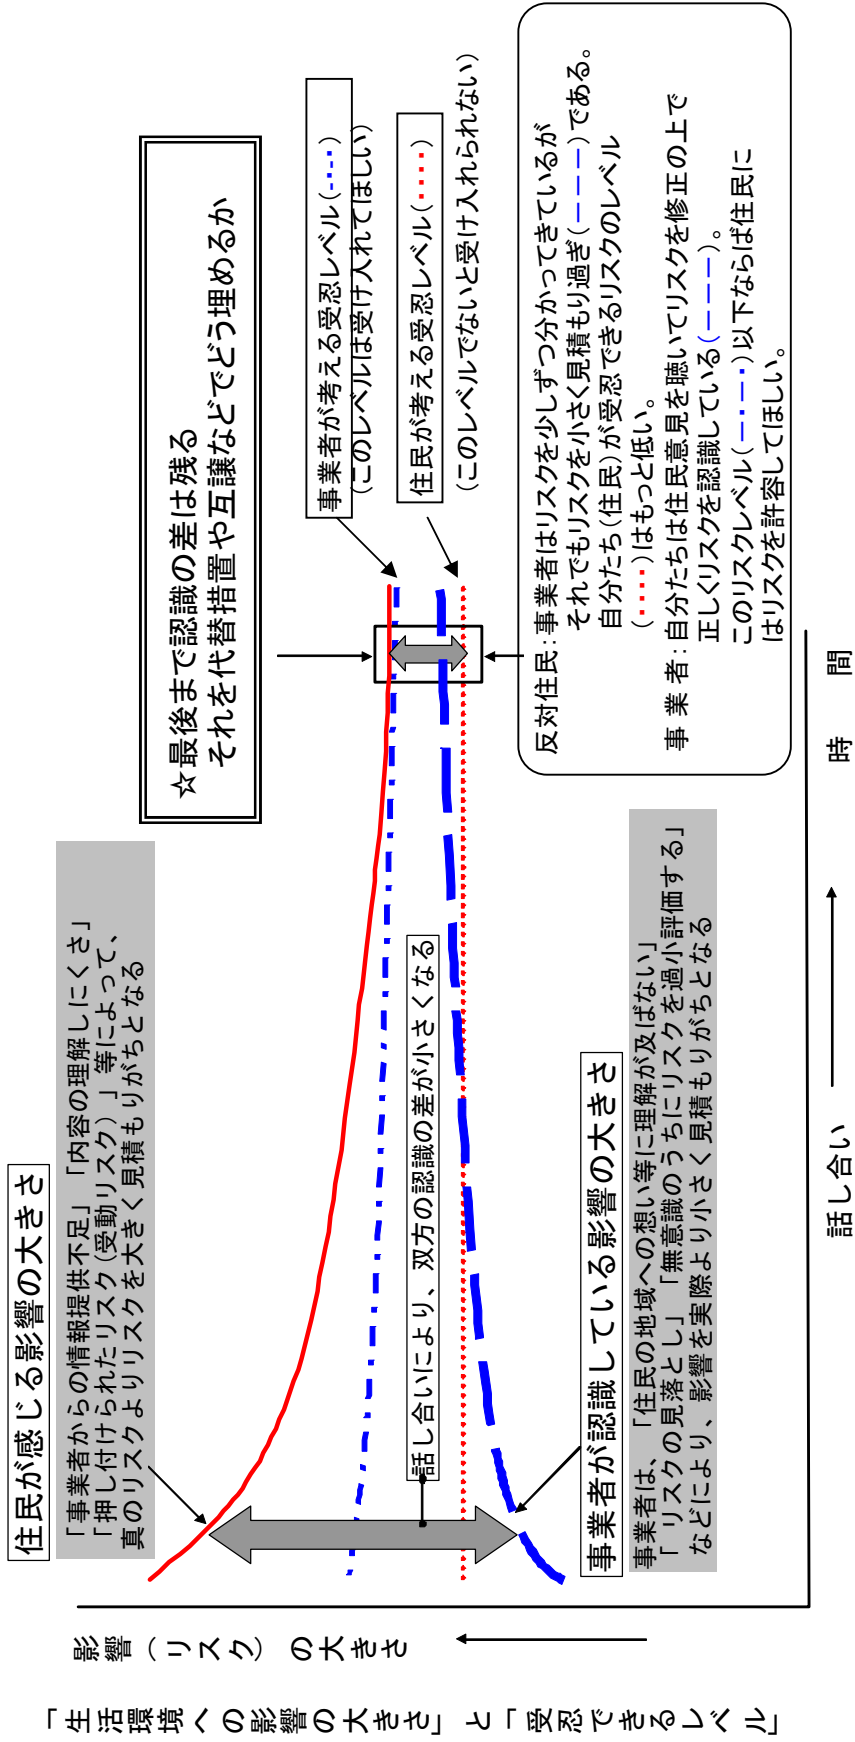 「生活環境への影響の大きさ」と「受忍できるレベル」
影響（リスク）の大きさ
住民が感じる影響の大きさ
「事業者からの情報提供不足」「内容の理解しにくさ」
「押し付けられたリスク(受動リスク)」等によって、
真のリスクよりリスクを大きく見積もりがちとなる
☆最後まで認識の差は残る
それを代替措置や互譲などでどう埋めるか
事業者が考える受忍レベル(-･-･)
(このレベルは受け入れてほしい)
住民が考える受忍レベル(････)
(このレベルでないと受け入れられない)
話し合いにより、双方の認識の差が小さくなる
事業者が認識している影響の大きさ
事業者は、「住民の地域への想い等に理解が及ばない」
「リスクの見落とし」「無意識のうちにリスクを過小評価する」
などにより、影響を実際より小さく見積もりがちとなる
反対住民:事業者はリスクを少しずつ分かってきているが
それでもリスクを小さく見積もり過ぎ(－－－)である。
自分たち(住民)が受忍できるリスクのレベル
(････)はもっと低い。
事 業 者:自分たちは住民意見を聴いてリスクを修正の上で
正しくリスクを認識している(－－－)。
このリスクレベル(－･－･)以下ならば住民に
はリスクを許容してほしい。
話し合い
時　間